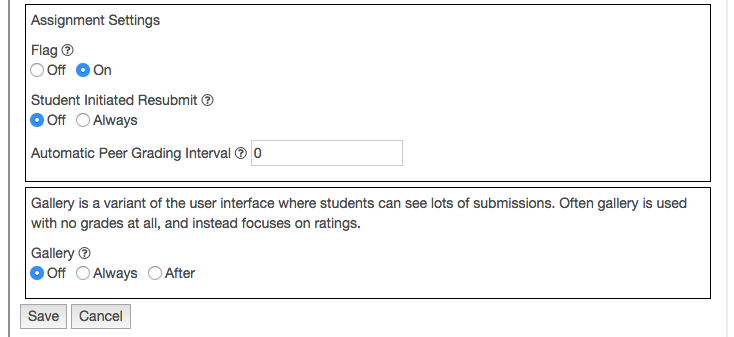 Assignment Settings
Flag ?
Off On
Student Initiated Resubmit ?
Off Always
Automatic Peer Grading Interval ? 0
Gallery is a variant of the user interface where students can see lots of submissions. Often gallery is used
with no grades at all, and instead focuses on ratings.
Gallery ?
Off Always After
Save Cancel